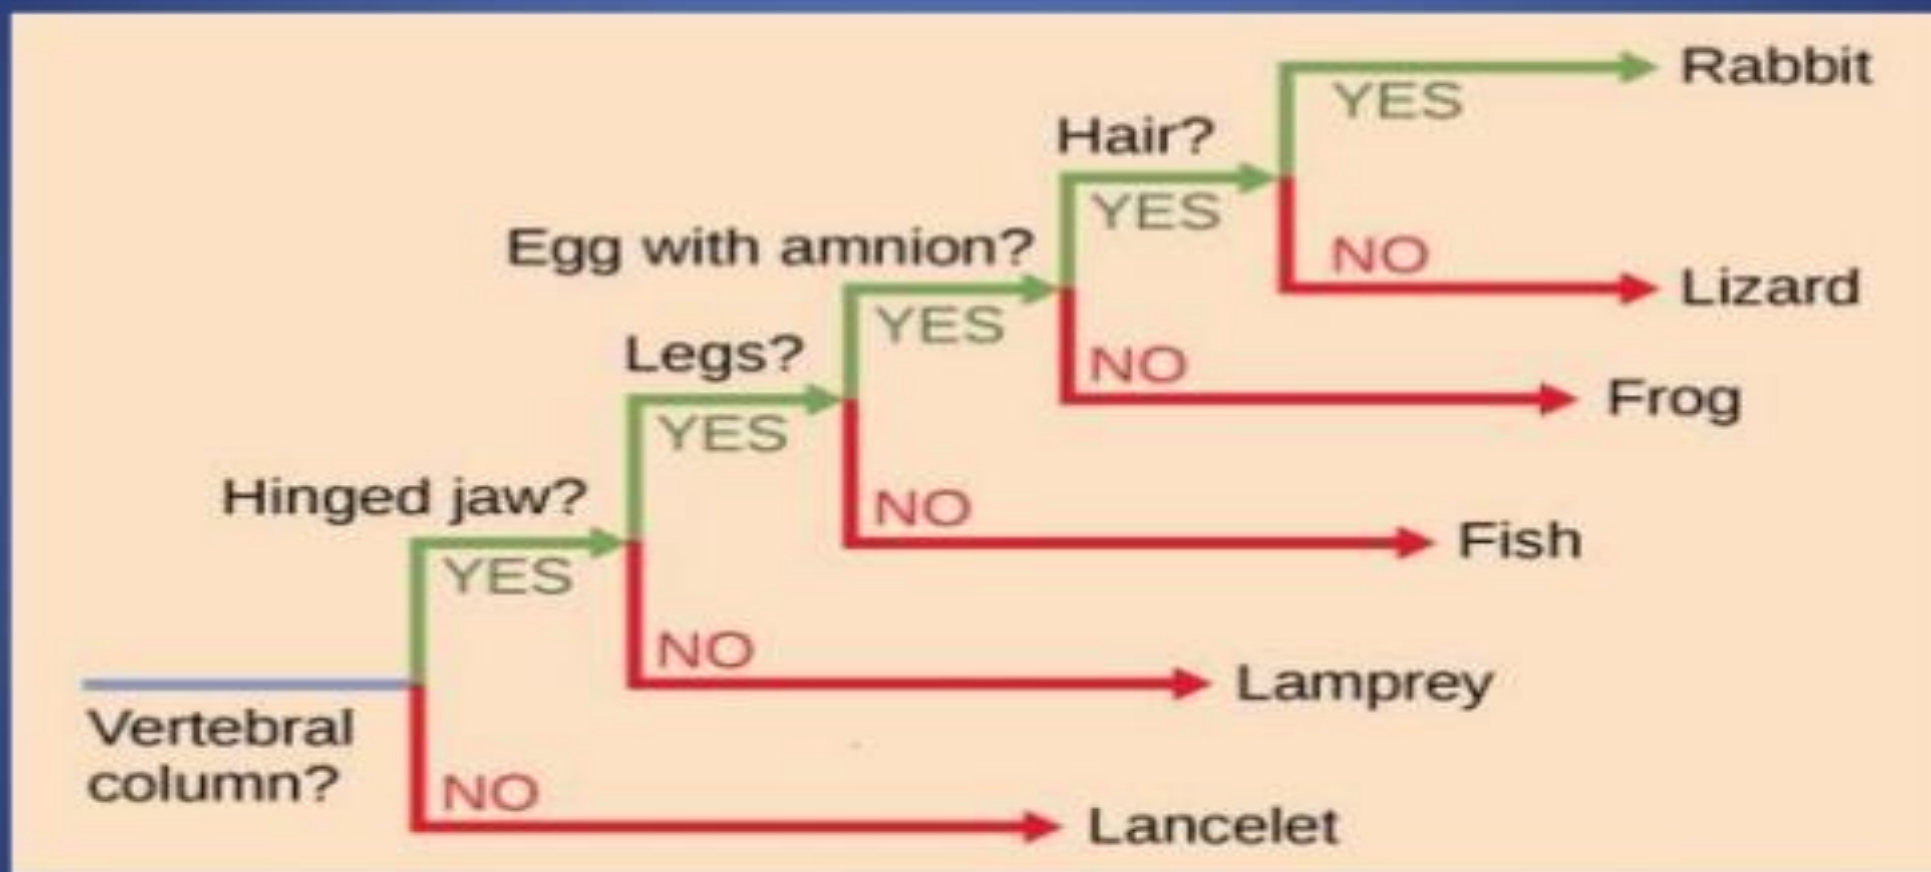 Rabbit
YES
Hair?
YES
NO
Egg with amnion?
Lizard
YES
Legs?
NO
Frog
YES
Hinged jaw?
NO
Fish
YES
NO
Lamprey
Vertebral
column?
NO
Lancelet